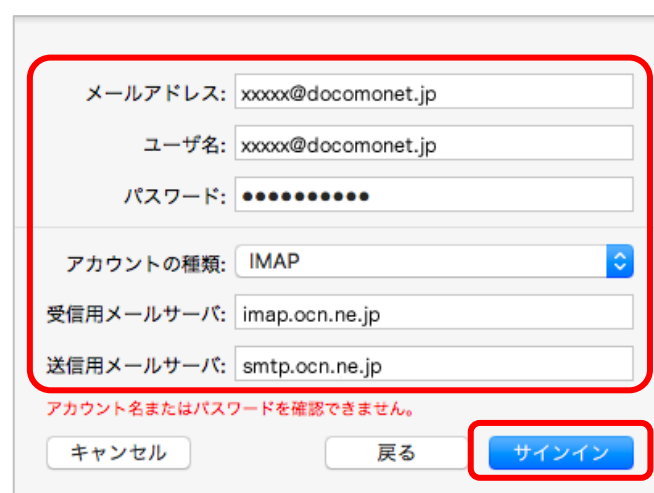 メールアドレス: xxxxx@docomonet.jp
ユーザ名: xxxxx@docomonet.jp
パスワード: ●●●●●●●●●●
アカウントの種類: IMAP
受信用メールサーバ: imap.ocn.ne.jp
送信用メールサーバ: smtp.ocn.ne.jp
アカウント名またはパスワードを確認できません。
キャンセル 戻る サインイン